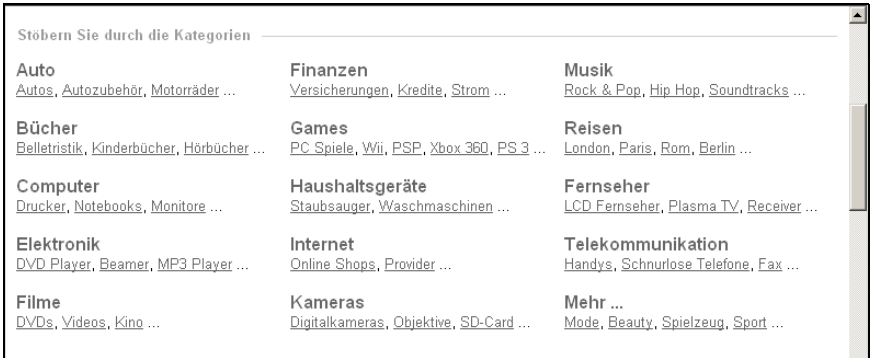 Stöbern Sie durch die Kategorien
Auto
Autos, Autozubehör, Motorräder ...
Bücher
Belletristik, Kinderbücher, Hörbücher ...
Computer
Drucker, Notebooks, Monitore ...
Elektronik
DVD Player, Beamer, MP3 Player ...
Filme
DVDs, Videos, Kino ...
Finanzen
Versicherungen, Kredite, Strom ...
Games
PC Spiele, Wii, PSP, Xbox 360, PS 3 ...
Haushaltsgeräte
Staubsauger, Waschmaschinen ...
Internet
Online Shops, Provider ...
Kameras
Digitalkameras, Objektive, SD-Card ...
Musik
Rock & Pop, Hip Hop, Soundtracks ...
Reisen
London, Paris, Rom, Berlin ...
Fernseher
LCD Fernseher, Plasma TV, Receiver ...
Telekommunikation
Handys, Schnurlose Telefone, Fax ...
Mehr ...
Mode, Beauty, Spielzeug, Sport ...